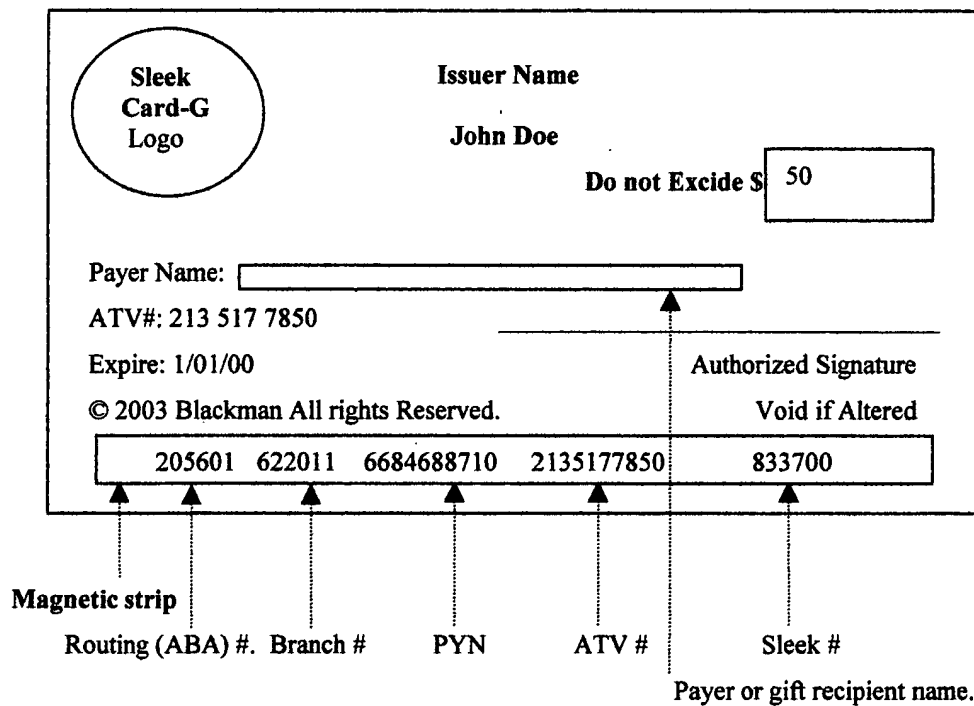 Sleek
Card-G
Logo
Issuer Name
John Doe
Do not Excide $ 50
Payer Name:
ATV#: 213 517 7850
Expire: 1/01/00
Authorized Signature
© 2003 Blackman All rights Reserved.
Void if Altered
205601 622011 6684688710 2135177850 833700
Magnetic strip
Routing (ABA) #. Branch # PYN ATV # Sleek #
Payer or gift recipient name.